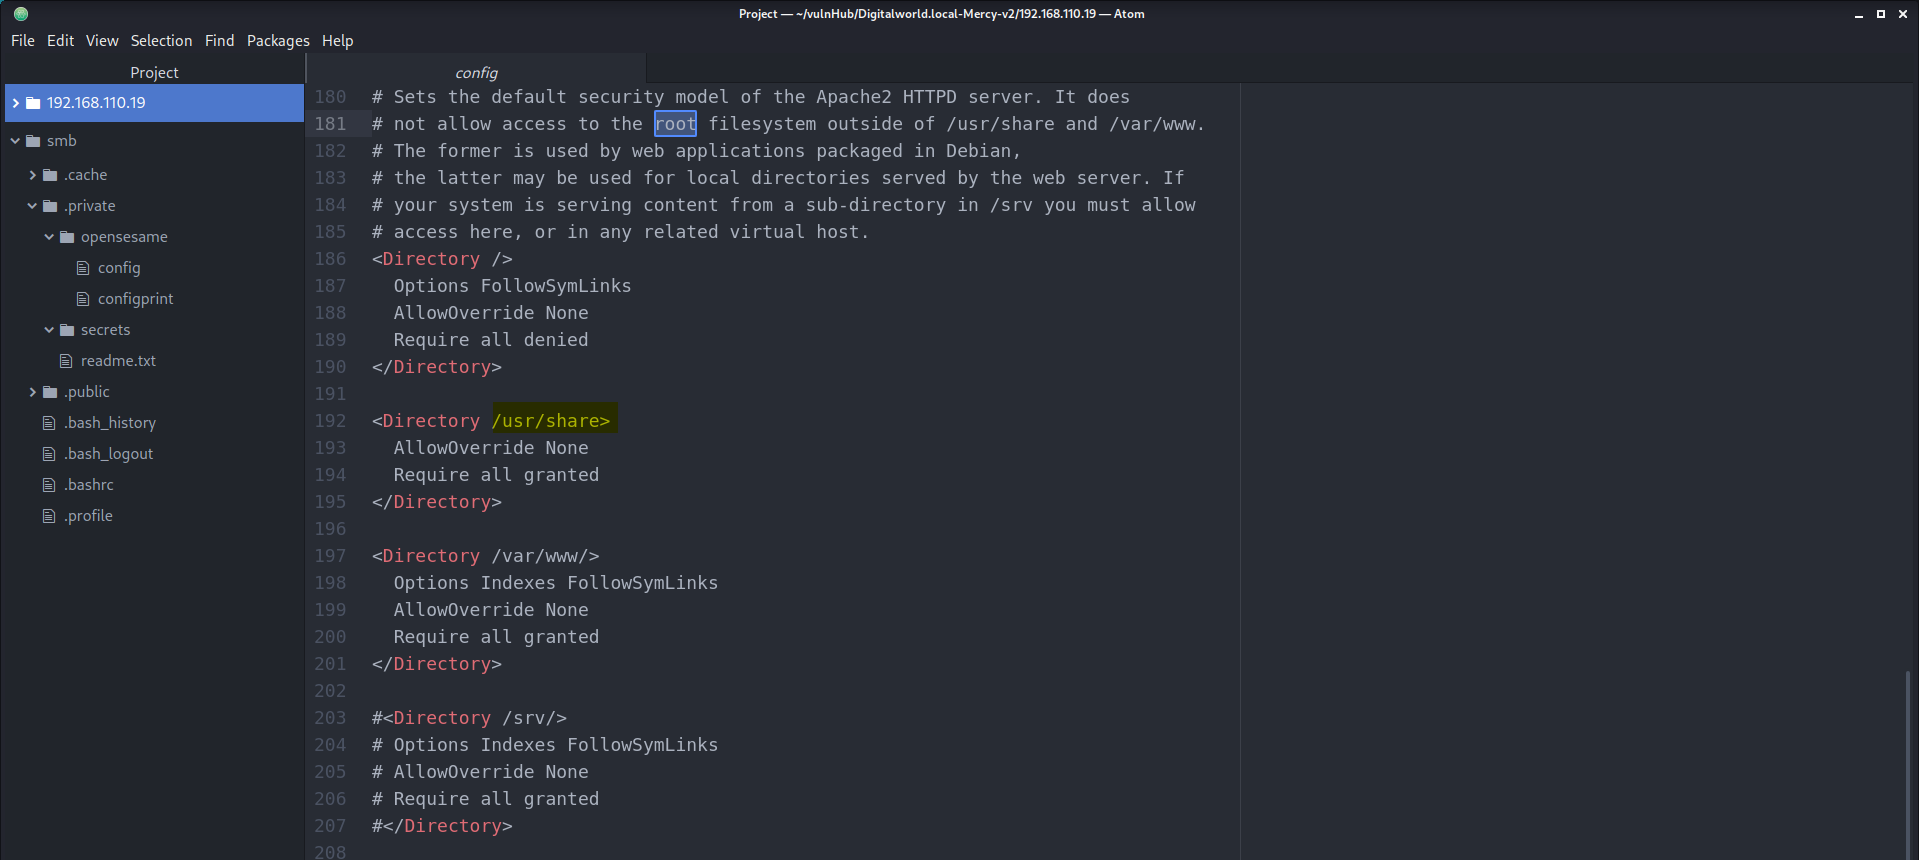 Project — ~/vulnHub/Digitalworld.local-Mercy-v2/192.168.110.19 — Atom
File Edit View Selection Find Packages Help
Project
192.168.110.19
smb
.cache
.private
opensesame
config
configprint
secrets
readme.txt
.public
.bash_history
.bash_logout
.bashrc
.profile
config
180 # Sets the default security model of the Apache2 HTTPD server. It does
181 # not allow access to the root filesystem outside of /usr/share and /var/www.
182 # The former is used by web applications packaged in Debian,
183 # the latter may be used for local directories served by the web server. If
184 # your system is serving content from a sub-directory in /srv you must allow
185 # access here, or in any related virtual host.
186 <Directory />
187   Options FollowSymLinks
188   AllowOverride None
189   Require all denied
190 </Directory>
191
192 <Directory /usr/share>
193   AllowOverride None
194   Require all granted
195 </Directory>
196
197 <Directory /var/www/>
198   Options Indexes FollowSymLinks
199   AllowOverride None
200   Require all granted
201 </Directory>
202
203 #<Directory /srv/>
204 # Options Indexes FollowSymLinks
205 # AllowOverride None
206 # Require all granted
207 #</Directory>
208